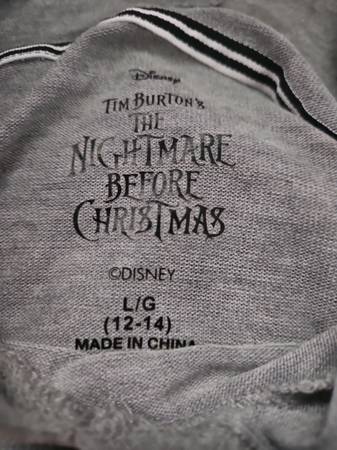 Disney
TIM BURTON'S
THE
NIGHTMARE
BEFORE
CHRISTMAS
©DISNEY
L/G
(12-14)
MADE IN CHINA